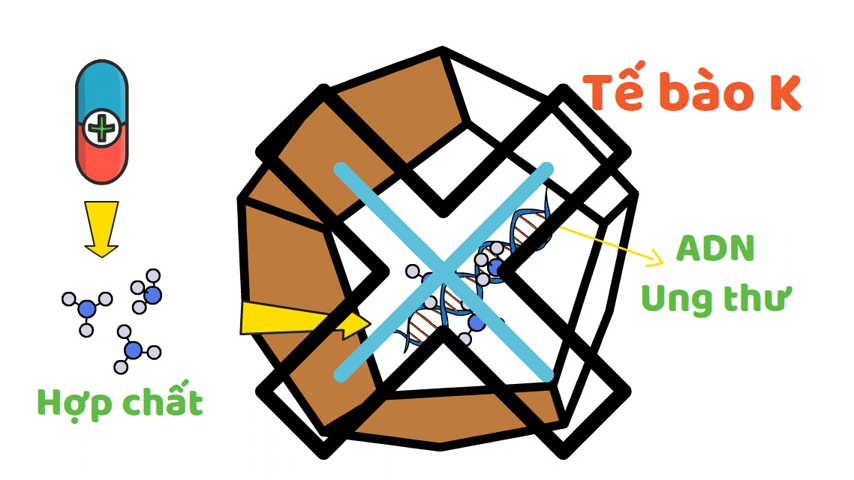 Tế bào K
ADN
Ung thư
Hợp chất